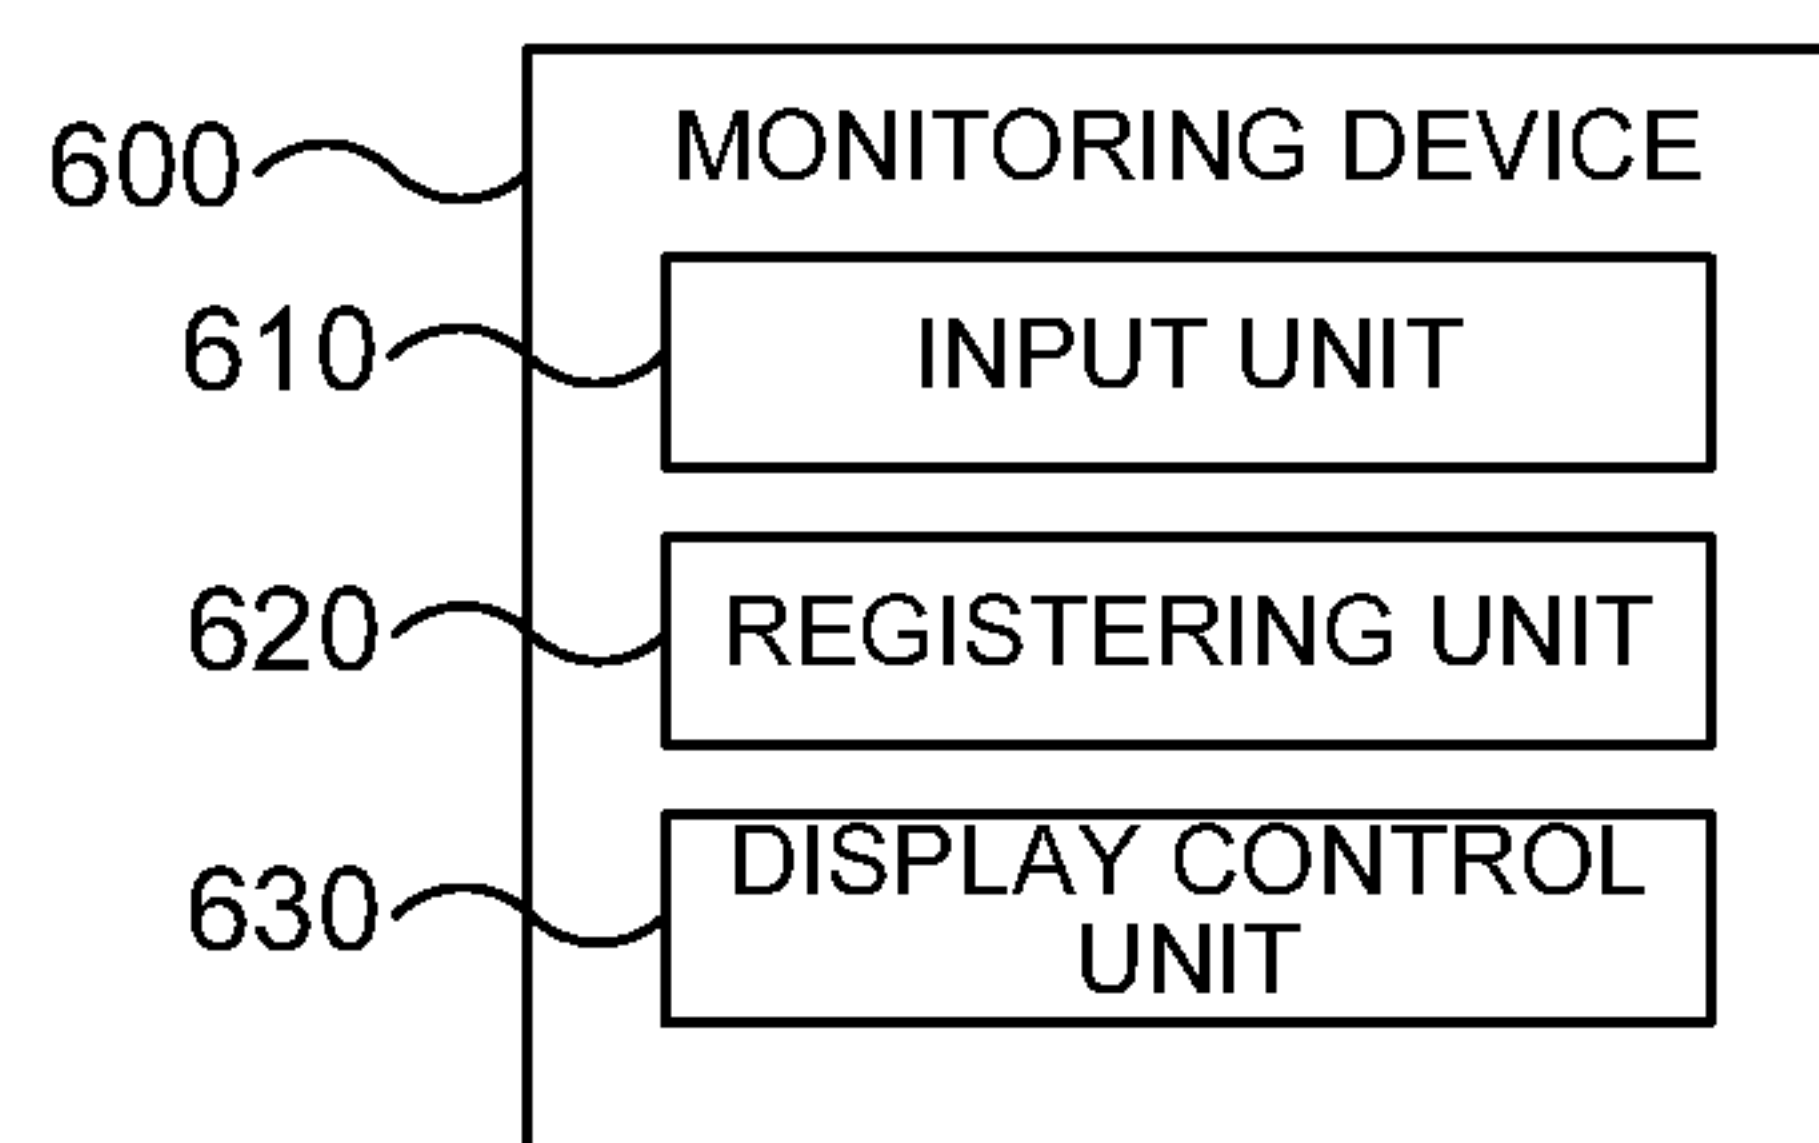 600
MONITORING DEVICE
610
INPUT UNIT
620
REGISTERING UNIT
630
DISPLAY CONTROL
UNIT